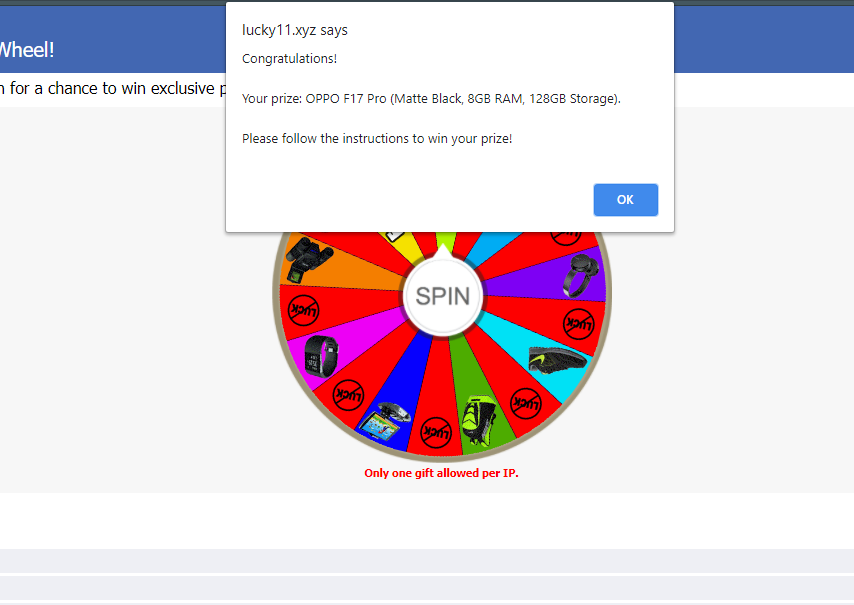 lucky11.xyz says
Congratulations!
Your prize: OPPO F17 Pro (Matte Black, 8GB RAM, 128GB Storage).
Please follow the instructions to win your prize!
OK
Wheel!
for a chance to win exclusive
SPIN
LUCK
LUCK
LUCK
LUCK
LUCK
LUCK
Only one gift allowed per IP.